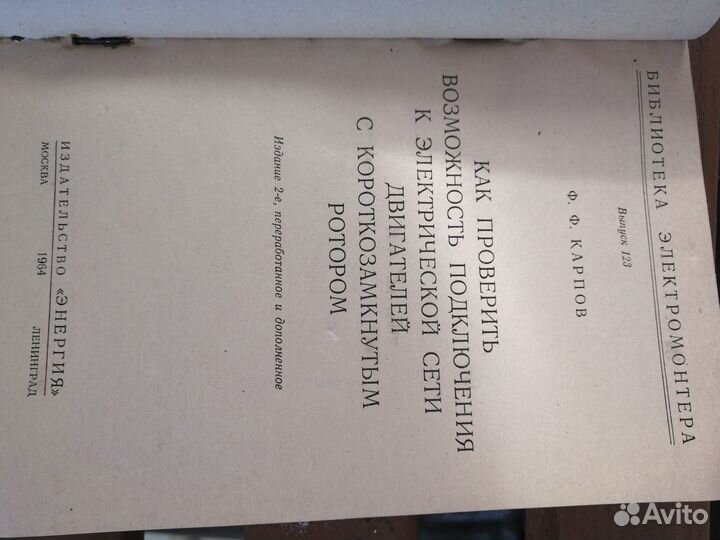 БИБЛИОТЕКА ЭЛЕКТРОМОНТЕРА
Выпуск 123
Ф. Ф. КАРПОВ
КАК ПРОВЕРИТЬ
ВОЗМОЖНОСТЬ ПОДКЛЮЧЕНИЯ
К ЭЛЕКТРИЧЕСКОЙ СЕТИ
ДВИГАТЕЛЕЙ
С КОРОТКОЗАМКНУТЫМ
РОТОРОМ
Издание 2-е, переработанное и дополненное
ИЗДАТЕЛЬСТВО «ЭНЕРГИЯ»
МОСКВА 1964 ЛЕНИНГРАД
Avito